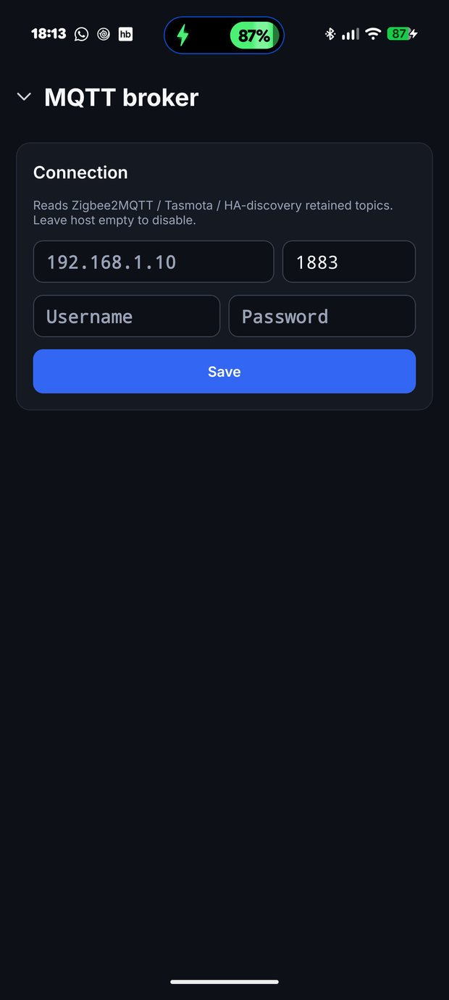 18:13 hb 87% 87
MQTT broker
Connection
Reads Zigbee2MQTT / Tasmota / HA-discovery retained topics.
Leave host empty to disable.
192.168.1.10 1883
Username Password
Save